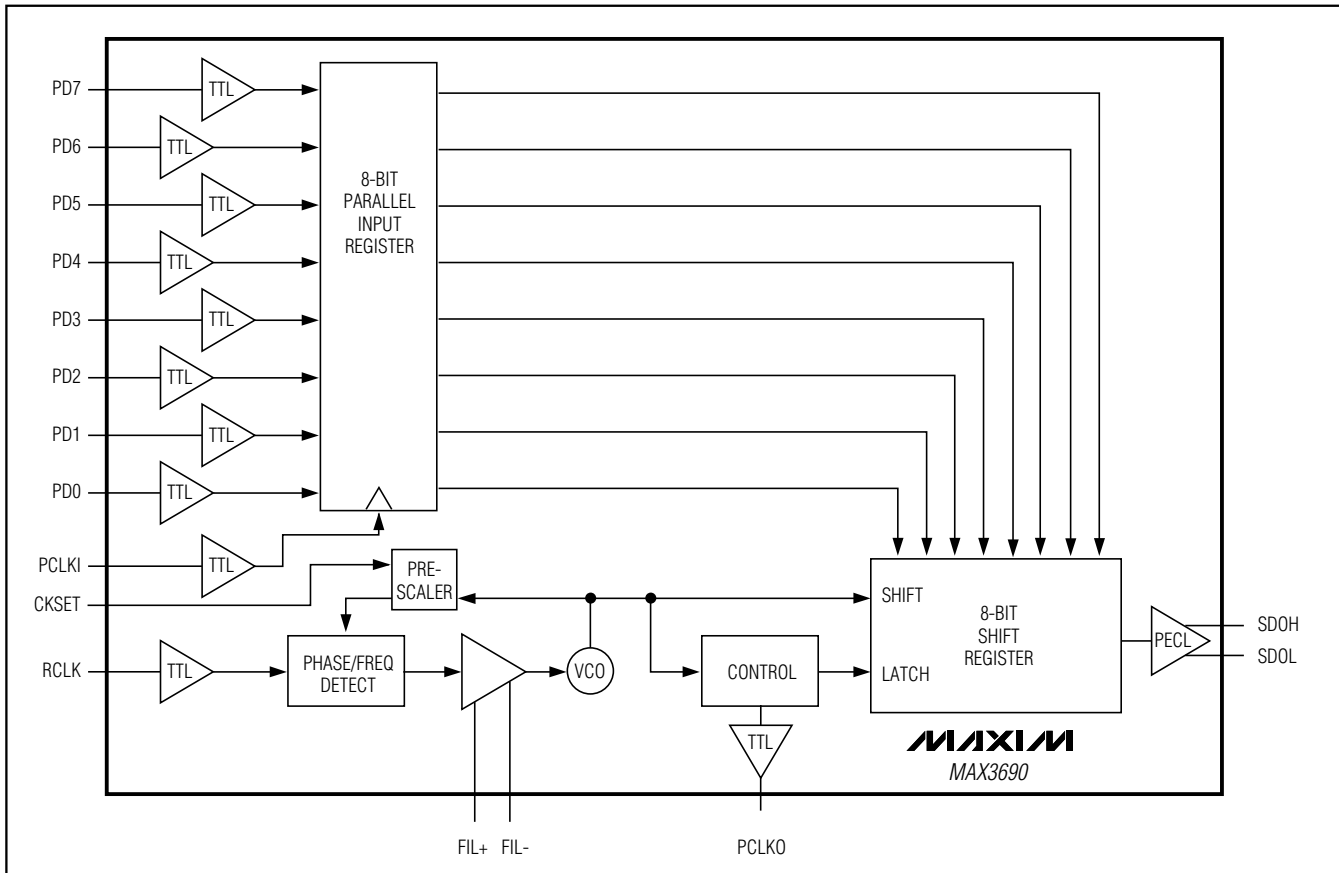 PD7
TTL
PD6
TTL
PD5
TTL
PD4
TTL
PD3
TTL
PD2
TTL
PD1
TTL
PD0
TTL
8-BIT
PARALLEL
INPUT
REGISTER
PCLKI
TTL
CKSET
PRE-
SCALER
RCLK
TTL
PHASE/FREQ
DETECT
VCO
FIL+
FIL-
CONTROL
TTL
PCLKO
SHIFT
LATCH
8-BIT
SHIFT
REGISTER
PECL
SDOH
SDOL
MAXIM
MAX3690